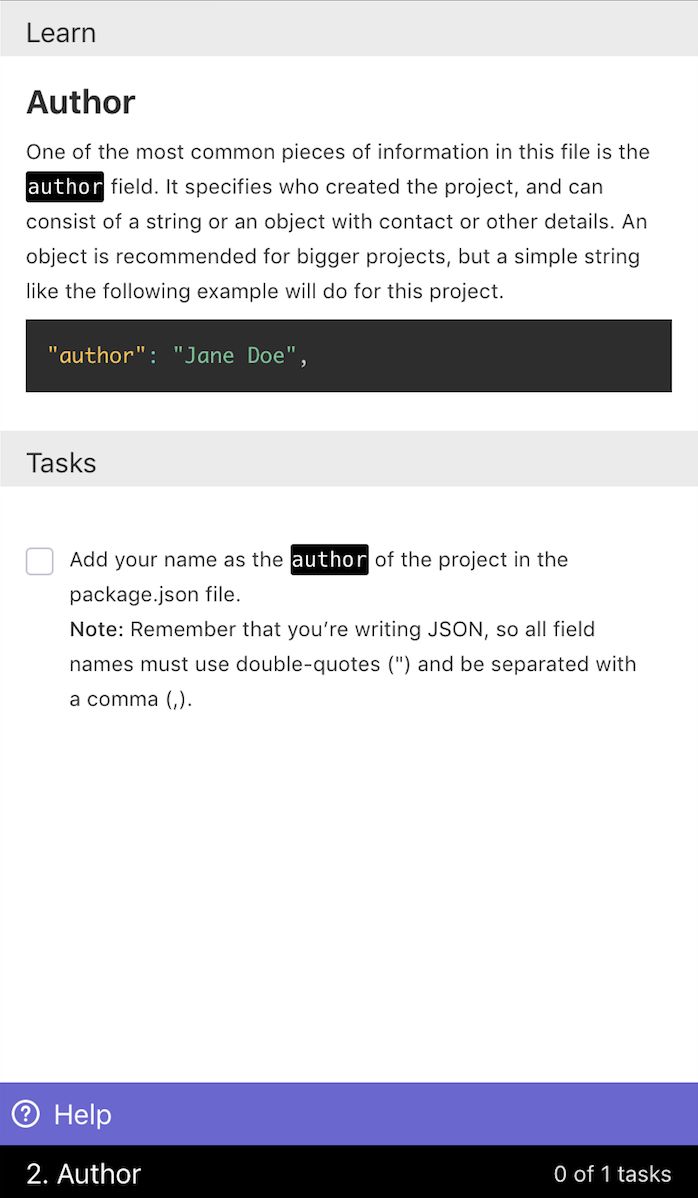 Learn
Author
One of the most common pieces of information in this file is the
author field. It specifies who created the project, and can
consist of a string or an object with contact or other details. An
object is recommended for bigger projects, but a simple string
like the following example will do for this project.
"author": "Jane Doe",
Tasks
Add your name as the author of the project in the
package.json file.
Note: Remember that you’re writing JSON, so all field
names must use double-quotes (") and be separated with
a comma (,).
? Help
2. Author 0 of 1 tasks